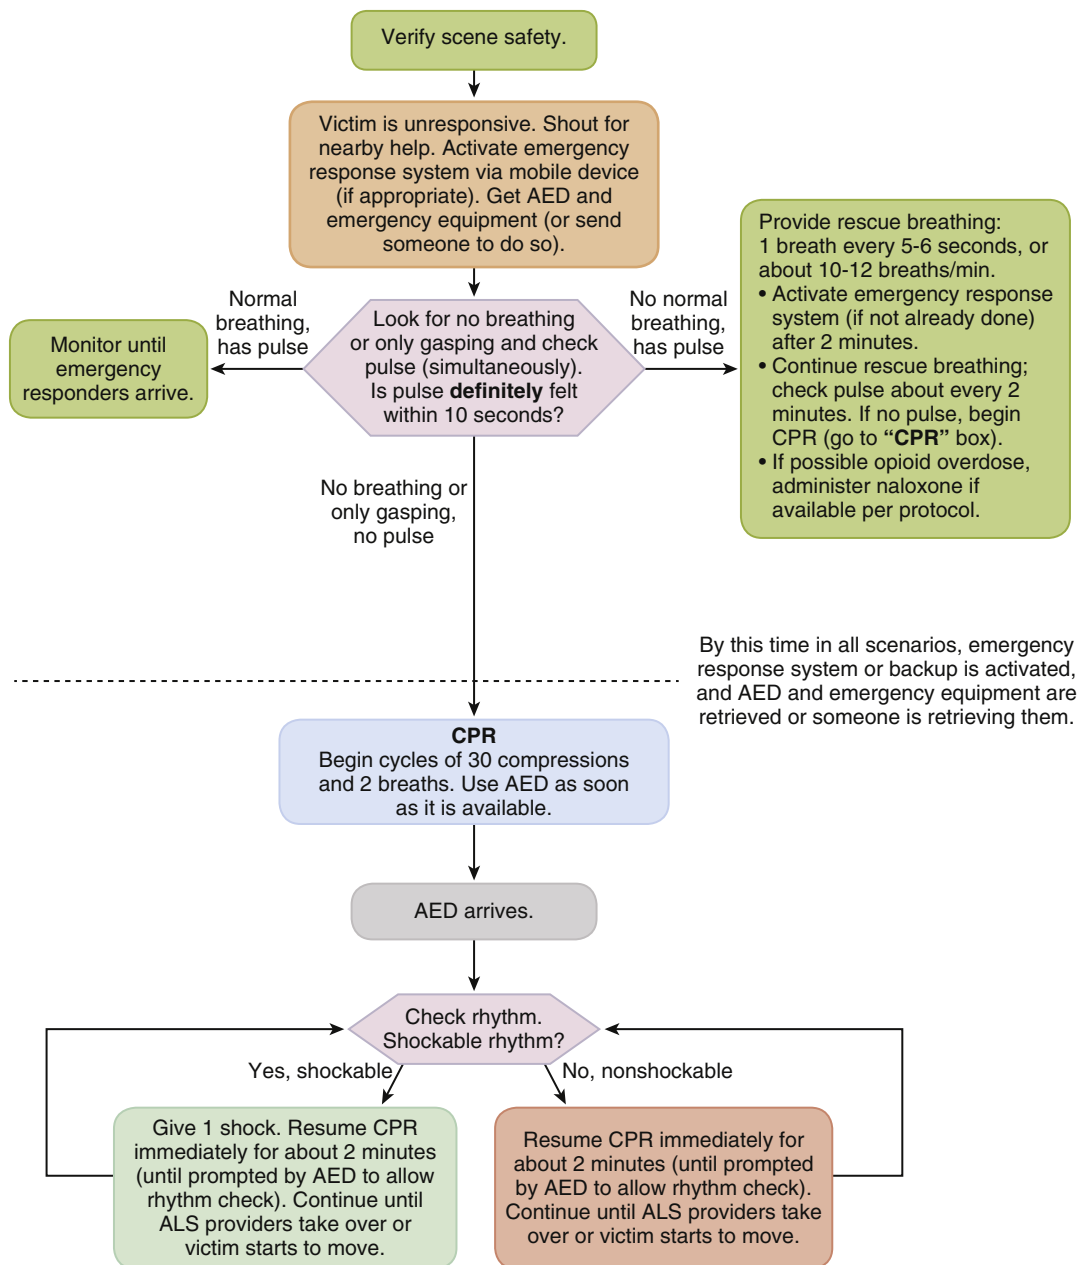 Verify scene safety.
Victim is unresponsive. Shout for
nearby help. Activate emergency
response system via mobile device
(if appropriate). Get AED and
emergency equipment (or send
someone to do so).
Normal
breathing,
has pulse
Look for no breathing
or only gasping and check
pulse (simultaneously).
Is pulse definitely felt
within 10 seconds?
No normal
breathing,
has pulse
Monitor until
emergency
responders arrive.
Provide rescue breathing:
1 breath every 5-6 seconds, or
about 10-12 breaths/min.
• Activate emergency response
system (if not already done)
after 2 minutes.
• Continue rescue breathing;
check pulse about every 2
minutes. If no pulse, begin
CPR (go to “CPR” box).
• If possible opioid overdose,
administer naloxone if
available per protocol.
No breathing or
only gasping,
no pulse
By this time in all scenarios, emergency
response system or backup is activated,
and AED and emergency equipment are
retrieved or someone is retrieving them.
CPR
Begin cycles of 30 compressions
and 2 breaths. Use AED as soon
as it is available.
AED arrives.
Check rhythm.
Shockable rhythm?
Yes, shockable
No, nonshockable
Give 1 shock. Resume CPR
immediately for about 2 minutes
(until prompted by AED to allow
rhythm check). Continue until
ALS providers take over or
victim starts to move.
Resume CPR immediately for
about 2 minutes (until prompted
by AED to allow rhythm check).
Continue until ALS providers take
over or victim starts to move.